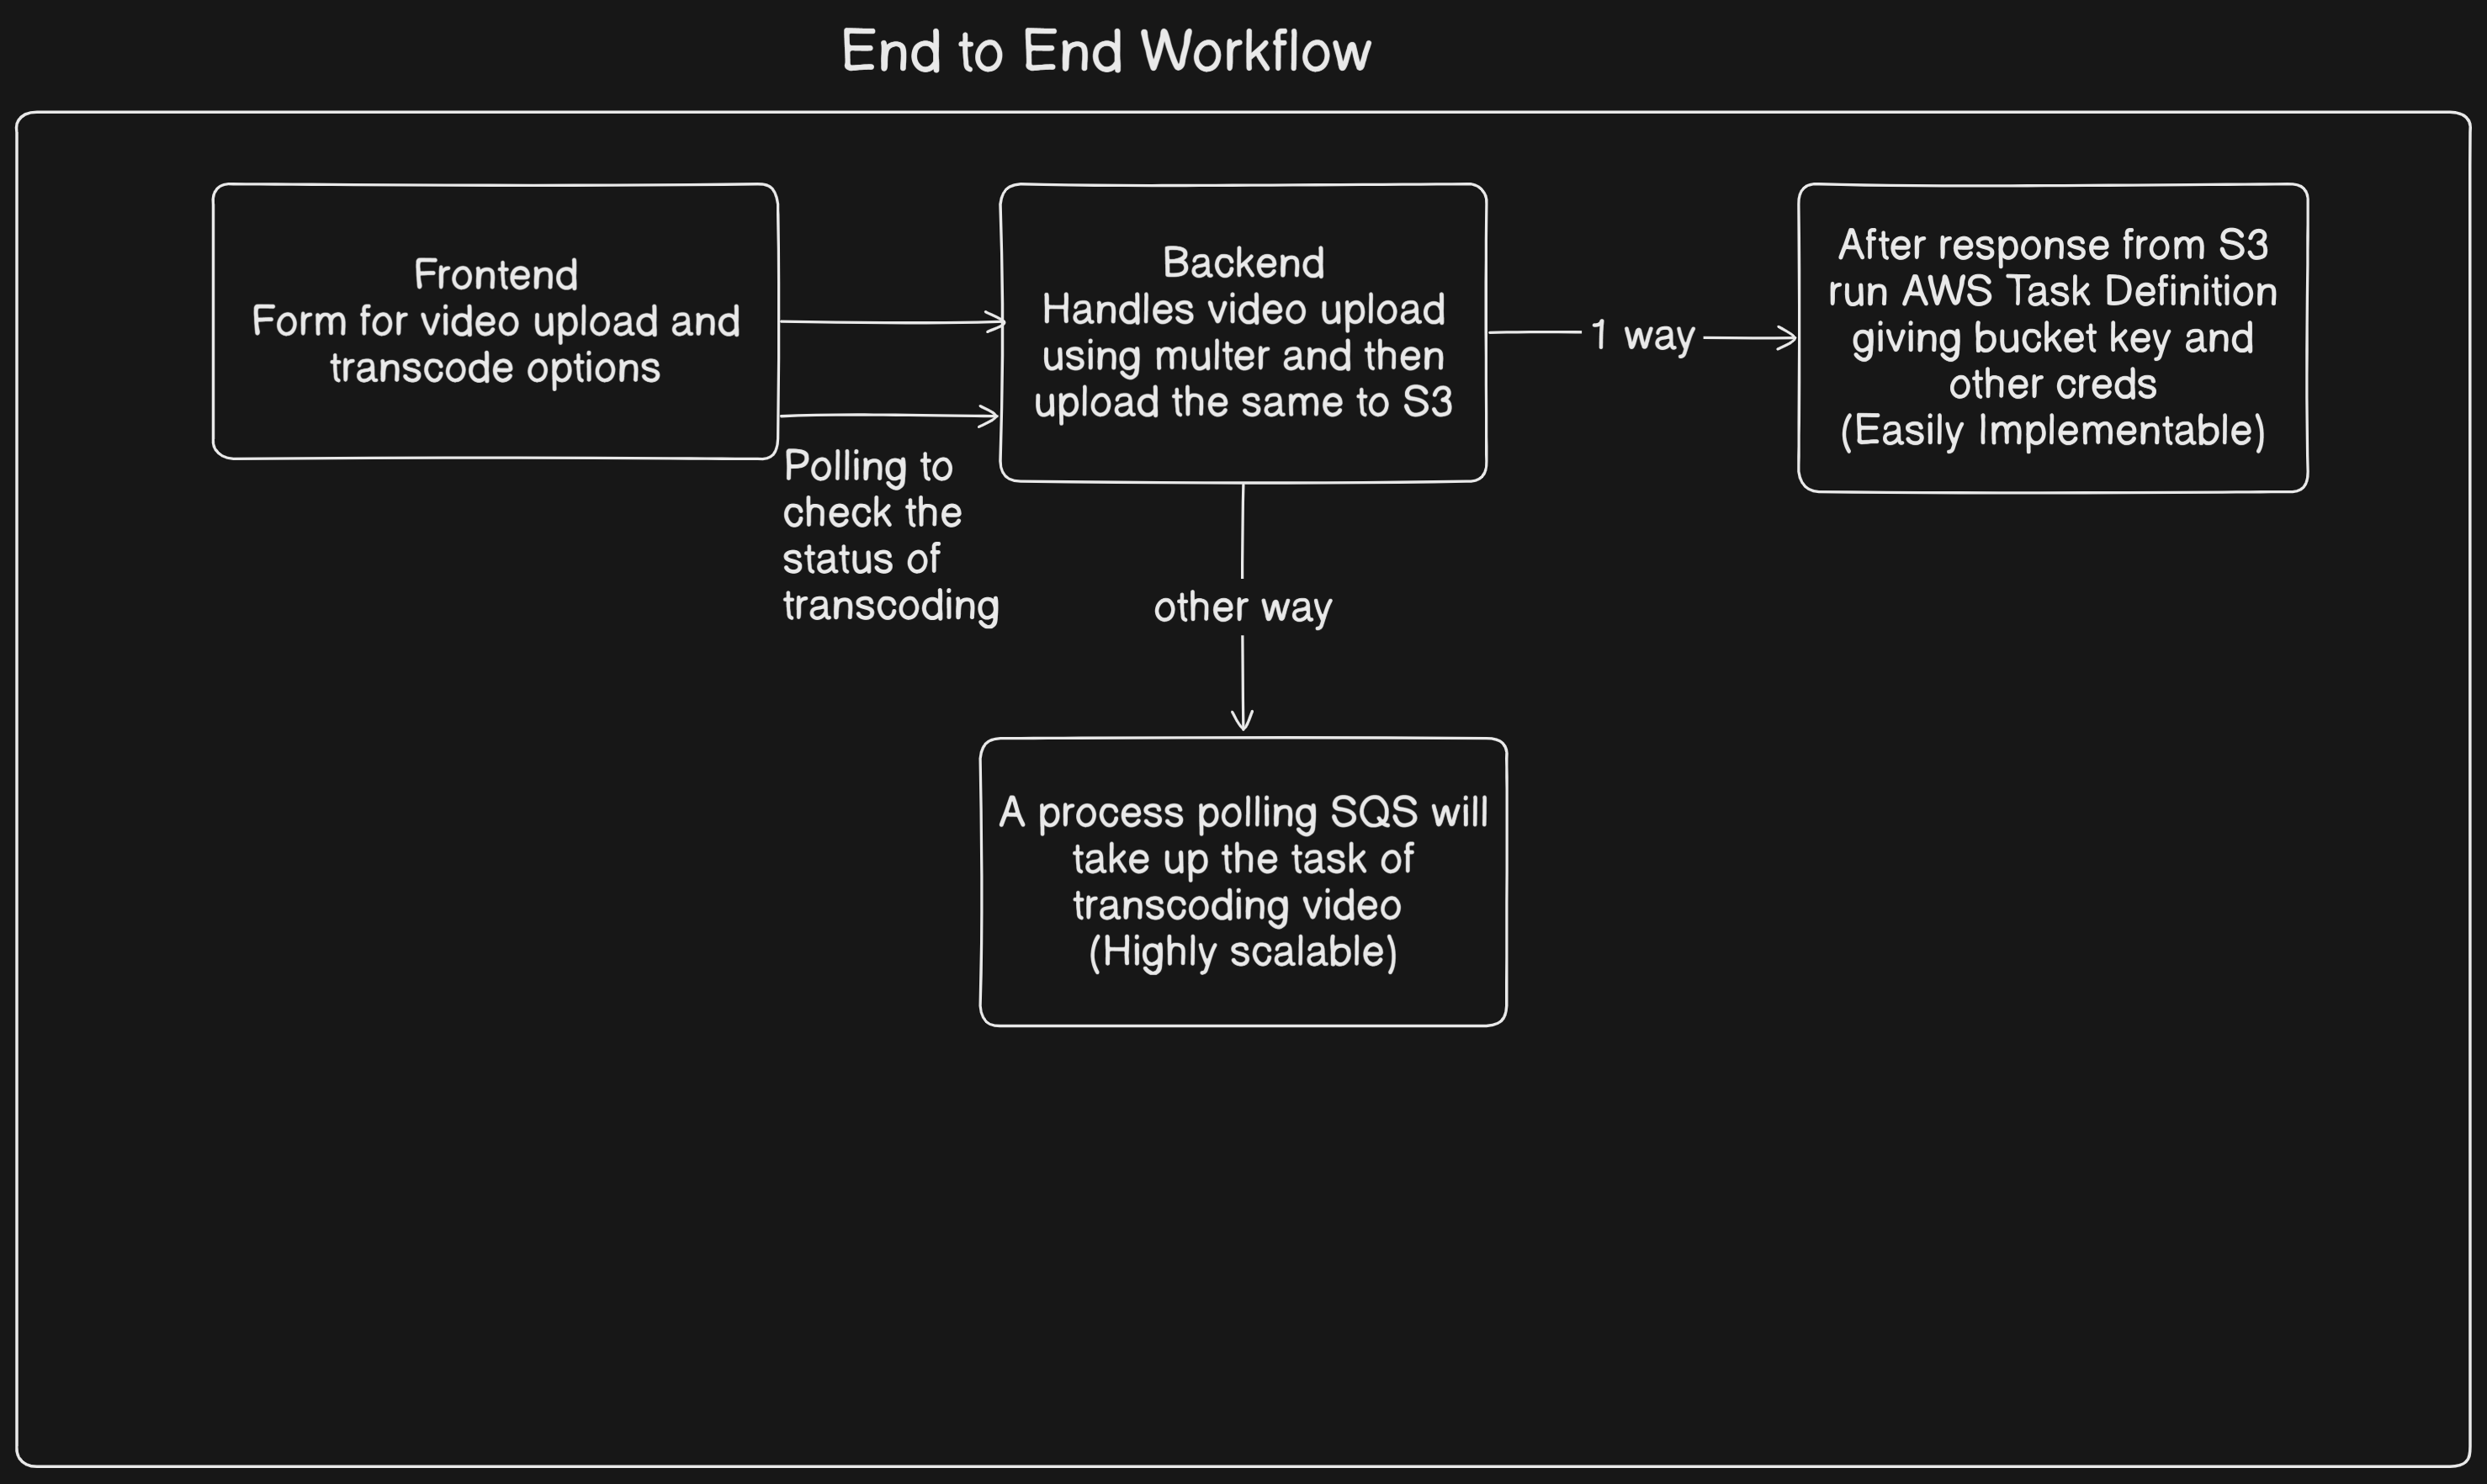 End to End Workflow
Frontend
Form for video upload and
transcode options
Backend
Handles video upload
using multer and then
upload the same to S3
1 way
After response from S3
run AWS Task Definition
giving bucket key and
other creds
(Easily Implementable)
Polling to
check the
status of
transcoding
other way
A process polling SQS will
take up the task of
transcoding video
(Highly scalable)